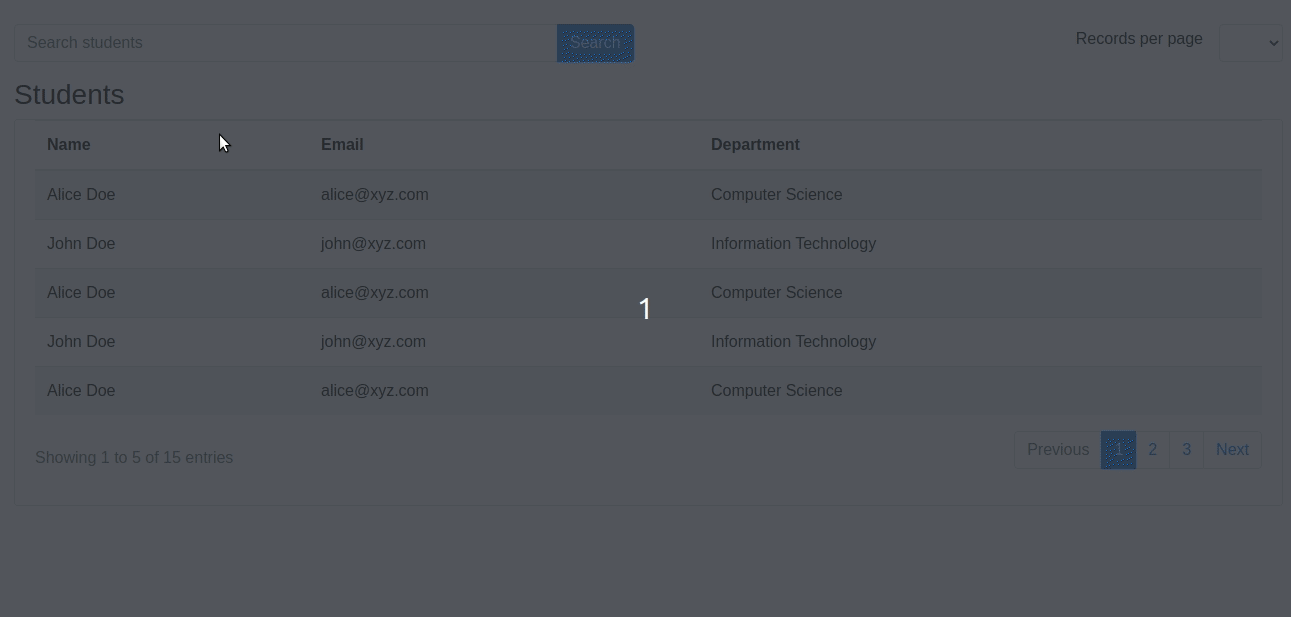 Search students Search Records per page
Students
Name Email Department
Alice Doe alice@xyz.com Computer Science
John Doe john@xyz.com Information Technology
Alice Doe alice@xyz.com Computer Science
1
John Doe john@xyz.com Information Technology
Alice Doe alice@xyz.com Computer Science
Showing 1 to 5 of 15 entries Previous 1 2 3 Next